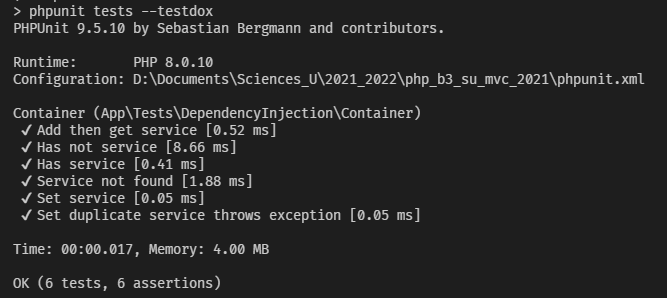 > phpunit tests --testdox
PHPUnit 9.5.10 by Sebastian Bergmann and contributors.
Runtime:       PHP 8.0.10
Configuration: D:\Documents\Sciences_U\2021_2022\php_b3_su_mvc_2021\phpunit.xml
Container (App\Tests\DependencyInjection\Container)
✓ Add then get service [0.52 ms]
✓ Has not service [8.66 ms]
✓ Has service [0.41 ms]
✓ Service not found [1.88 ms]
✓ Set service [0.05 ms]
✓ Set duplicate service throws exception [0.05 ms]
Time: 00:00.017, Memory: 4.00 MB
OK (6 tests, 6 assertions)